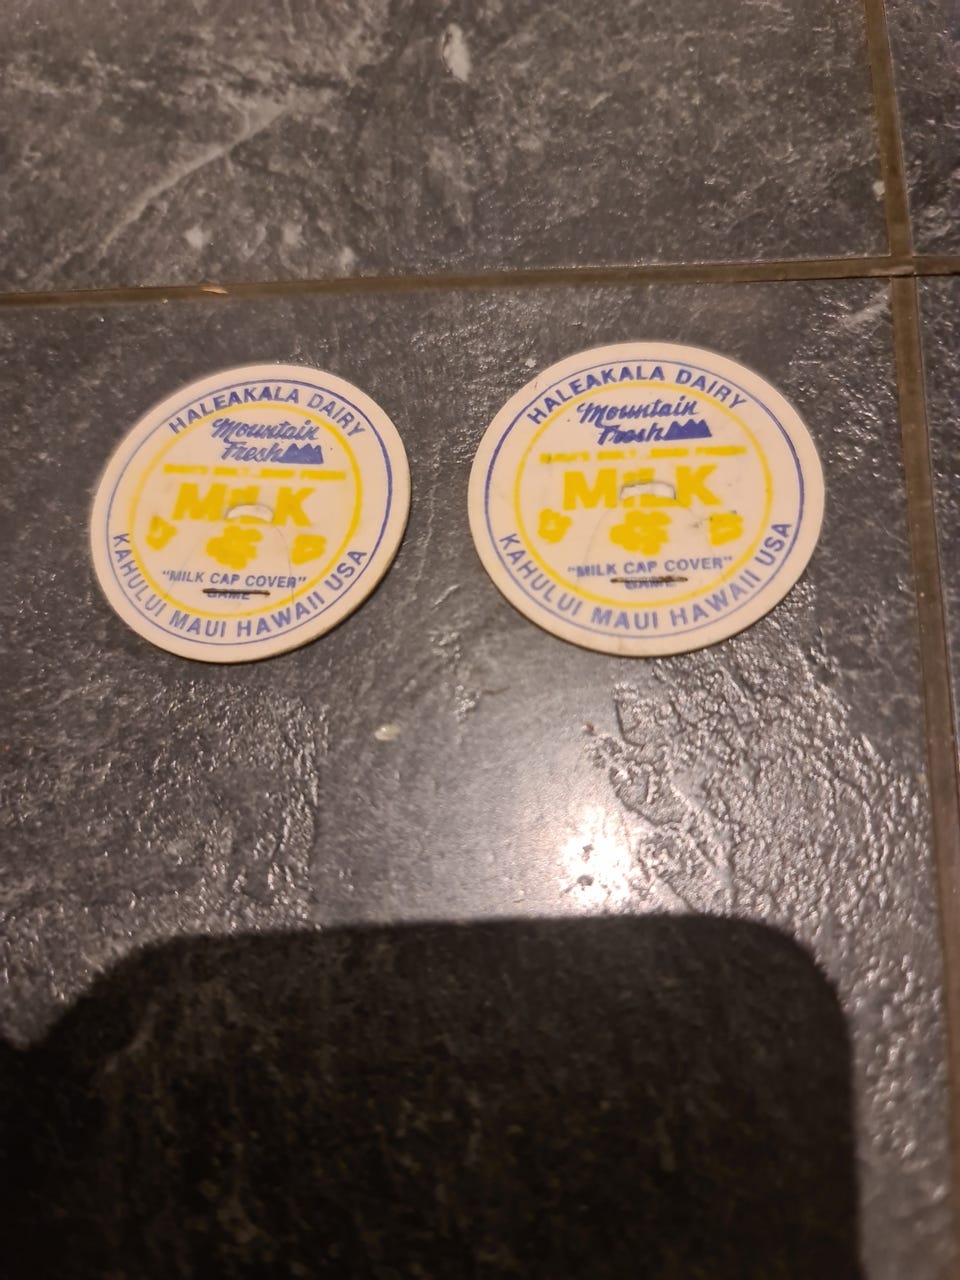 HALEAKALA DAIRY
Mountain
Fresh
MILK
"MILK CAP COVER"
GAME
KAHULUI MAUI HAWAII USA
HALEAKALA DAIRY
Mountain
Fresh
MILK
"MILK CAP COVER"
GAME
KAHULUI MAUI HAWAII USA